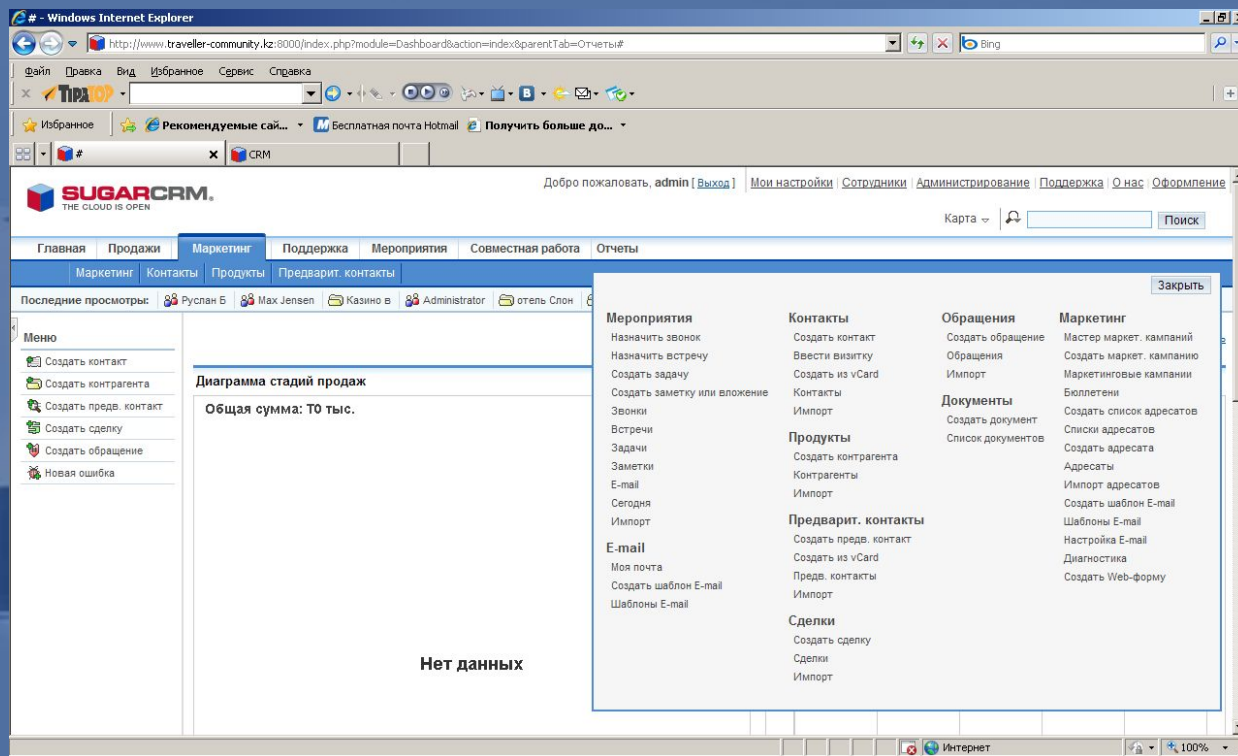 # - Windows Internet Explorer
http://www.traveller-community.kz:8000/index.php?module=Dashboard&action=index&parentTab=Отчеты#
Bing
Файл Правка Вид Избранное Сервис Справка
TIPTOP
Избранное Рекомендуемые сай... Бесплатная почта Hotmail Получить больше до...
# CRM
SUGARCRM.
THE CLOUD IS OPEN
Добро пожаловать, admin [ Выход ] Мои настройки Сотрудники Администрирование Поддержка О нас Оформление
Карта Поиск
Главная Продажи Маркетинг Поддержка Мероприятия Совместная работа Отчеты
Маркетинг Контакты Продукты Предварит. контакты
Последние просмотры: Руслан Б Max Jensen Казино в Administrator отель Слон
Меню
Создать контакт
Создать контрагента
Создать предв. контакт
Создать сделку
Создать обращение
Новая ошибка
Диаграмма стадий продаж
Общая сумма: T0 тыс.
Нет данных
Закрыть
Мероприятия
Назначить звонок
Назначить встречу
Создать задачу
Создать заметку или вложение
Звонки
Встречи
Задачи
Заметки
E-mail
Сегодня
Импорт
E-mail
Моя почта
Создать шаблон E-mail
Шаблоны E-mail
Контакты
Создать контакт
Ввести визитку
Создать из vCard
Контакты
Импорт
Продукты
Создать контрагента
Контрагенты
Импорт
Предварит. контакты
Создать предв. контакт
Создать из vCard
Предв. контакты
Импорт
Сделки
Создать сделку
Сделки
Импорт
Обращения
Создать обращение
Обращения
Импорт
Документы
Создать документ
Список документов
Маркетинг
Мастер маркет. кампаний
Создать маркет. кампанию
Маркетинговые кампании
Бюллетени
Создать список адресатов
Списки адресатов
Создать адресата
Адресаты
Импорт адресатов
Создать шаблон E-mail
Шаблоны E-mail
Настройка E-mail
Диагностика
Создать Web-форму
Интернет 100%